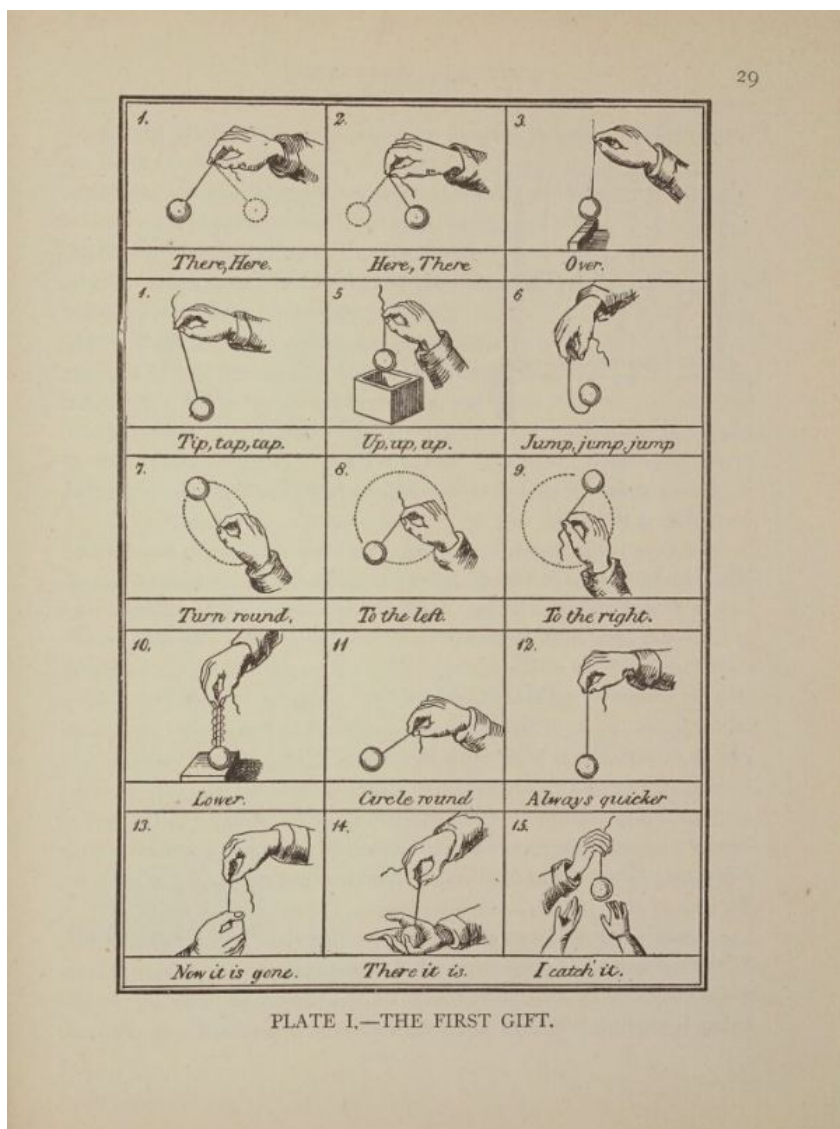 29
1. 2. 3.
There, Here. Here, There Over.
4. 5 6
Tip, tap, tap. Up, up, up. Jump, jump, jump
7. 8. 9.
Turn round. To the left. To the right.
10. 11 12.
Lower. Circle round Always quicker
13. 14. 15.
Now it is gone. There it is. I catch it.
PLATE I.—THE FIRST GIFT.